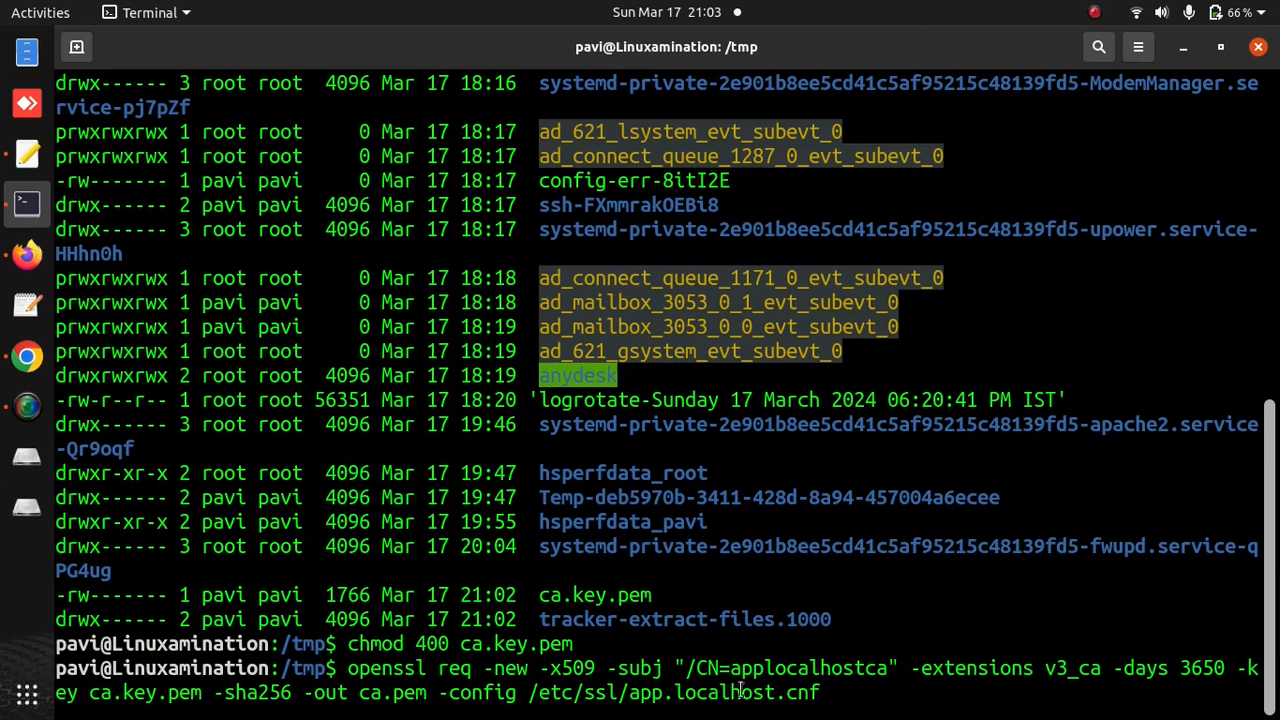 Activities Terminal Sun Mar 17 21:03 66 %
pavi@Linuxamination: /tmp
drwx------ 3 root root 4096 Mar 17 18:16 systemd-private-2e901b8ee5cd41c5af95215c48139fd5-ModemManager.se
rvice-pj7pZf
prwxrwxrwx 1 root root 0 Mar 17 18:17 ad_621_lsystem_evt_subevt_0
prwxrwxrwx 1 root root 0 Mar 17 18:17 ad_connect_queue_1287_0_evt_subevt_0
-rw------- 1 pavi pavi 0 Mar 17 18:17 config-err-8itI2E
drwx------ 2 pavi pavi 4096 Mar 17 18:17 ssh-FXmmrakOEBi8
drwx------ 3 root root 4096 Mar 17 18:17 systemd-private-2e901b8ee5cd41c5af95215c48139fd5-upower.service-
HHhn0h
prwxrwxrwx 1 root root 0 Mar 17 18:18 ad_connect_queue_1171_0_evt_subevt_0
prwxrwxrwx 1 pavi pavi 0 Mar 17 18:18 ad_mailbox_3053_0_1_evt_subevt_0
prwxrwxrwx 1 pavi pavi 0 Mar 17 18:19 ad_mailbox_3053_0_0_evt_subevt_0
prwxrwxrwx 1 root root 0 Mar 17 18:19 ad_621_gsystem_evt_subevt_0
drwxrwxrwx 2 root root 4096 Mar 17 18:19 anydesk
-rw-r--r-- 1 root root 56351 Mar 17 18:20 'logrotate-Sunday 17 March 2024 06:20:41 PM IST'
drwx------ 3 root root 4096 Mar 17 19:46 systemd-private-2e901b8ee5cd41c5af95215c48139fd5-apache2.service
-Qr9oqf
drwxr-xr-x 2 root root 4096 Mar 17 19:47 hsperfdata_root
drwx------ 2 pavi pavi 4096 Mar 17 19:47 Temp-deb5970b-3411-428d-8a94-457004a6ecee
drwxr-xr-x 2 pavi pavi 4096 Mar 17 19:55 hsperfdata_pavi
drwx------ 3 root root 4096 Mar 17 20:04 systemd-private-2e901b8ee5cd41c5af95215c48139fd5-fwupd.service-q
PG4ug
-rw------- 1 pavi pavi 1766 Mar 17 21:02 ca.key.pem
drwx------ 2 pavi pavi 4096 Mar 17 21:02 tracker-extract-files.1000
pavi@Linuxamination:/tmp$ chmod 400 ca.key.pem
pavi@Linuxamination:/tmp$ openssl req -new -x509 -subj "/CN=applocalhostca" -extensions v3_ca -days 3650 -k
ey ca.key.pem -sha256 -out ca.pem -config /etc/ssl/app.localhost.cnf